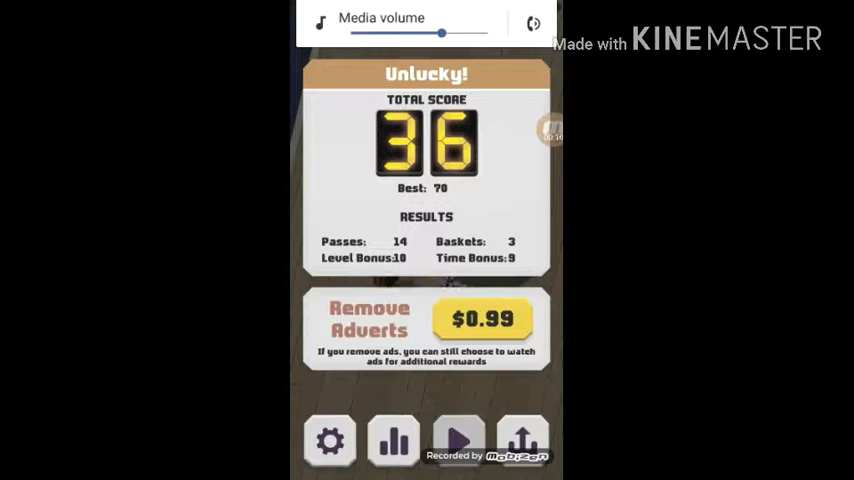 Media volume
Made with KINEMASTER
Unlucky!
TOTAL SCORE
36
Best: 70
RESULTS
Passes: 14 Baskets: 3
Level Bonus:10 Time Bonus:9
Remove
Adverts
$0.99
If you remove ads, you can still choose to watch
ads for additional rewards
Recorded by mobizen